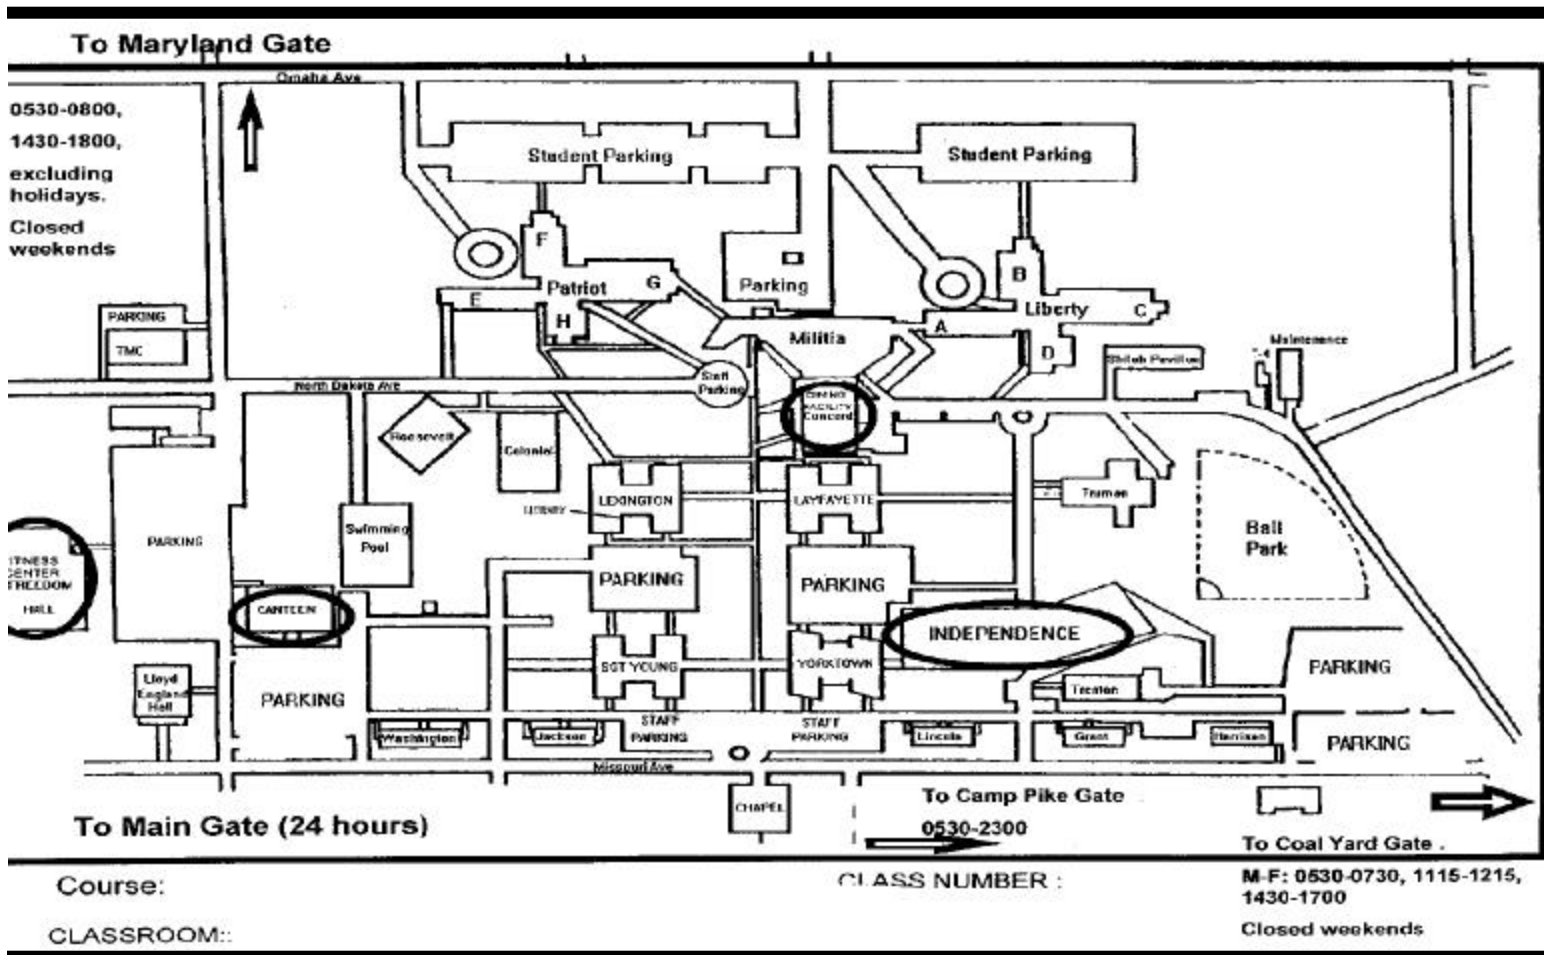 To Maryland Gate
Omaha Ave
0530-0800,
1430-1800,
excluding
holidays.
Closed
weekends
Student Parking
Student Parking
F
G
Patriot
E
H
Parking
B
Liberty
C
A
D
Militia
PARKING
TMC
North Dakota Ave
Staff
Parking
Shiloh Pavilion
Maintenance
FACILITY
Concord
Roosevelt
Colonial
LEXINGTON
LAYFAYETTE
Truman
Ball
Park
Swimming
Pool
PARKING
ITNESS
CENTER
HALL
CANTEEN
PARKING
PARKING
INDEPENDENCE
SGT YOUNG
YORKTOWN
Lloyd
England
Hall
PARKING
Trenton
PARKING
Washington
Jackson
STAFF
PARKING
STAFF
PARKING
Lincoln
Grant
Harrison
PARKING
Missouri Ave
CHAPEL
To Main Gate (24 hours)
To Camp Pike Gate
0530-2300
To Coal Yard Gate .
M-F: 0530-0730, 1115-1215,
1430-1700
Closed weekends
Course:
CLASS NUMBER :
CLASSROOM::